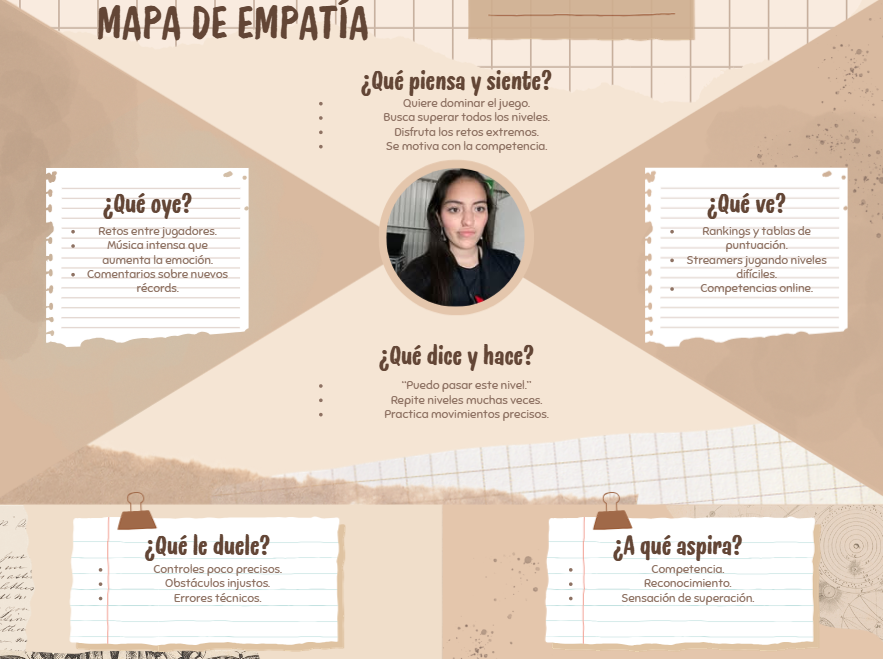 MAPA DE EMPATÍA
¿Qué piensa y siente?
Quiere dominar el juego.
Busca superar todos los niveles.
Disfruta los retos extremos.
Se motiva con la competencia.
¿Qué oye?
Retos entre jugadores.
Música intensa que
aumenta la emoción.
Comentarios sobre nuevos
récords.
¿Qué ve?
Rankings y tablas de
puntuación.
Streamers jugando niveles
difíciles.
Competencias online.
¿Qué dice y hace?
“Puedo pasar este nivel.”
Repite niveles muchas veces.
Practica movimientos precisos.
¿Qué le duele?
Controles poco precisos.
Obstáculos injustos.
Errores técnicos.
¿A qué aspira?
Competencia.
Reconocimiento.
Sensación de superación.